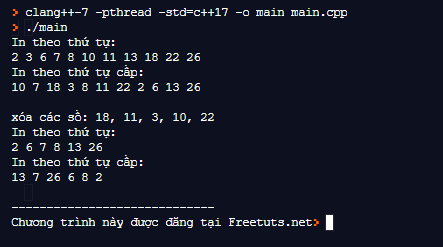 > clang++-7 -pthread -std=c++17 -o main main.cpp
> ./main
In theo thứ tự:
2 3 6 7 8 10 11 13 18 22 26
In theo thứ tự cấp:
10 7 18 3 8 11 22 2 6 13 26
xóa các số: 18, 11, 3, 10, 22
In theo thứ tự:
2 6 7 8 13 26
In theo thứ tự cấp:
13 7 26 6 8 2
-----------------------------
Chương trình này được đăng tại Freetuts.net>